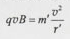 qvB = m′ v²/r′